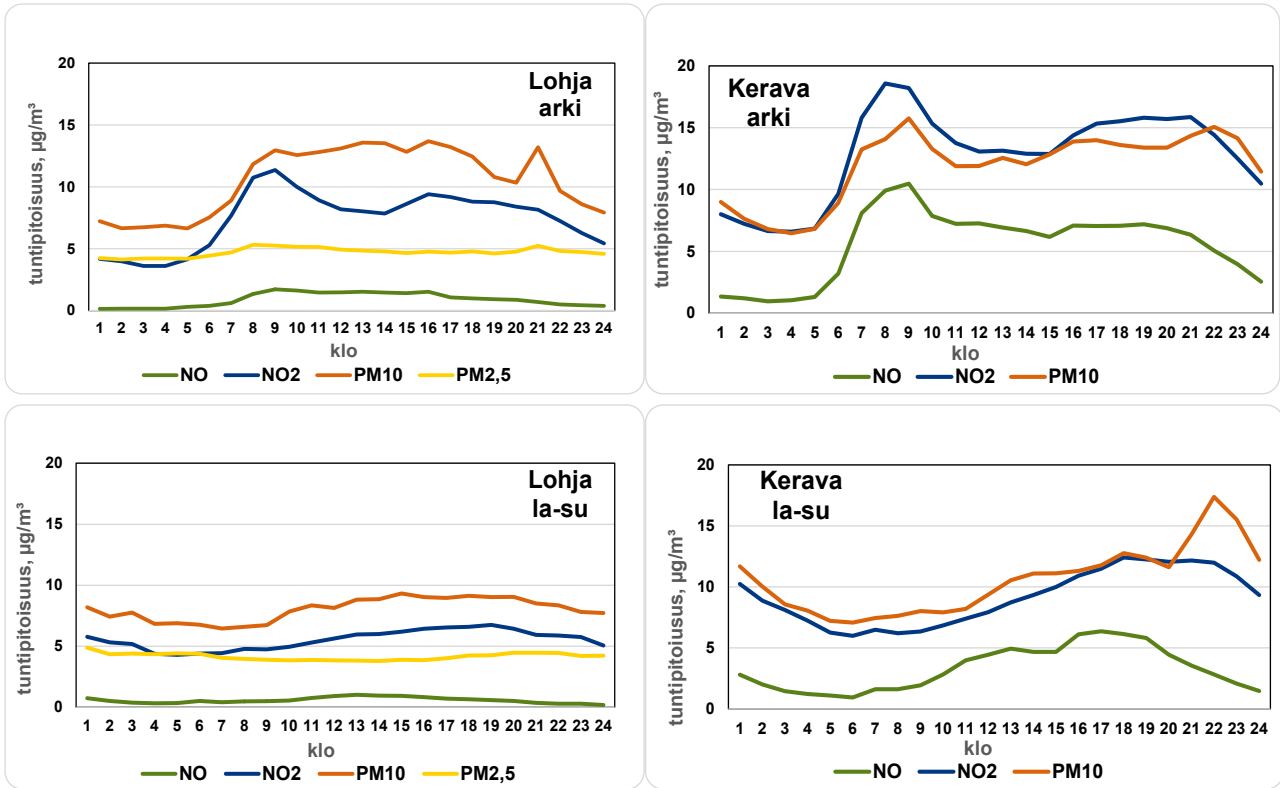 Lohja
arki
tuntipitoisuus, µg/m³
20
15
10
5
0
1 2 3 4 5 6 7 8 9 10 11 12 13 14 15 16 17 18 19 20 21 22 23 24
klo
NO NO2 PM10 PM2,5
Kerava
arki
tuntipitoisuus, µg/m³
20
15
10
5
0
1 2 3 4 5 6 7 8 9 10 11 12 13 14 15 16 17 18 19 20 21 22 23 24
klo
NO NO2 PM10
Lohja
la-su
tuntipitoisuus, µg/m³
20
15
10
5
0
1 2 3 4 5 6 7 8 9 10 11 12 13 14 15 16 17 18 19 20 21 22 23 24
klo
NO NO2 PM10 PM2,5
Kerava
la-su
tuntipitoiusus, µg/m³
20
15
10
5
0
1 2 3 4 5 6 7 8 9 10 11 12 13 14 15 16 17 18 19 20 21 22 23 24
klo
NO NO2 PM10